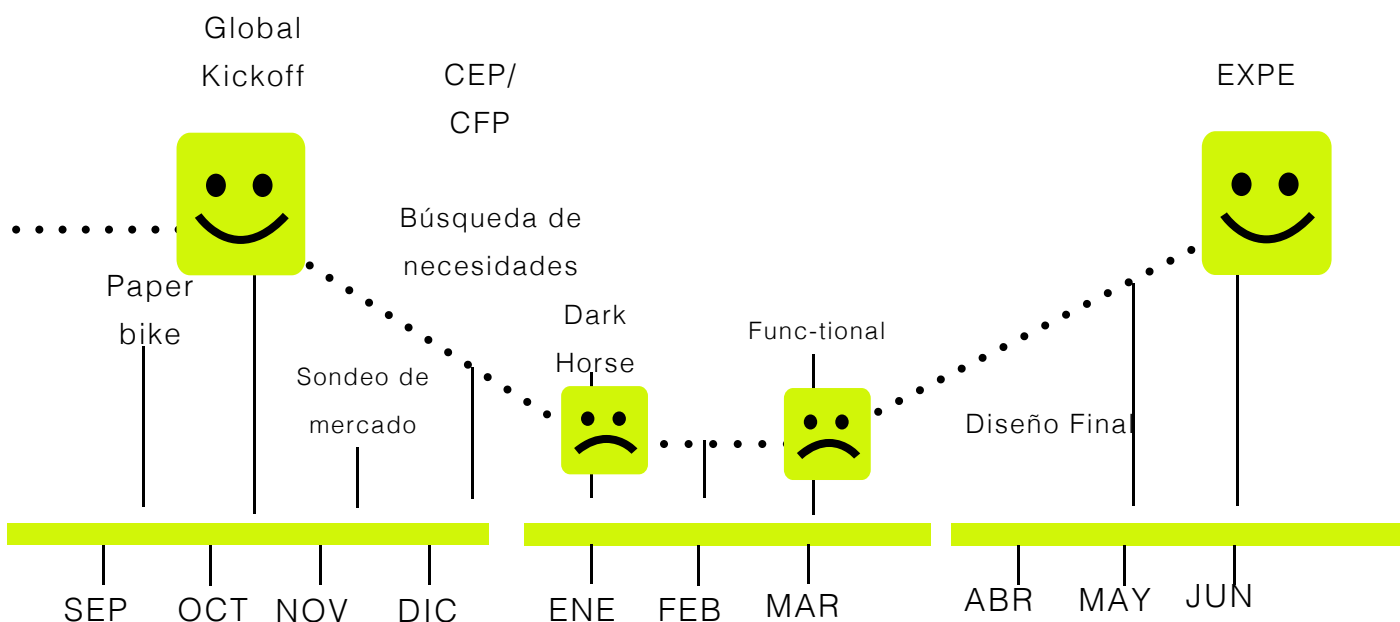 Global
Kickoff
CEP/
CFP
EXPE
Búsqueda de
necesidades
Paper
bike
Dark
Horse
Func-tional
Sondeo de
mercado
Diseño Final
SEP
OCT
NOV
DIC
ENE
FEB
MAR
ABR
MAY
JUN